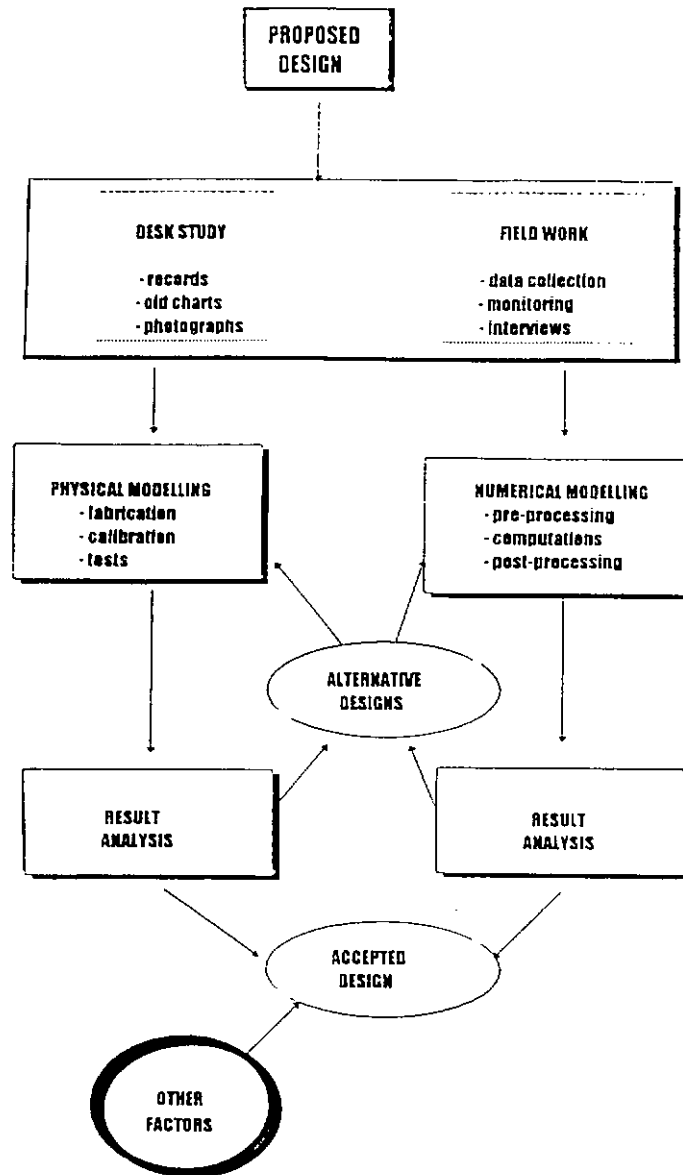 PROPOSED
DESIGN
DESK STUDY
- records
- old charts
- photographs
FIELD WORK
- data collection
- monitoring
- interviews
PHYSICAL MODELLING
- fabrication
- calibration
- tests
NUMERICAL MODELLING
- pre-processing
- computations
- post-processing
ALTERNATIVE
DESIGNS
RESULT
ANALYSIS
RESULT
ANALYSIS
ACCEPTED
DESIGN
OTHER
FACTORS